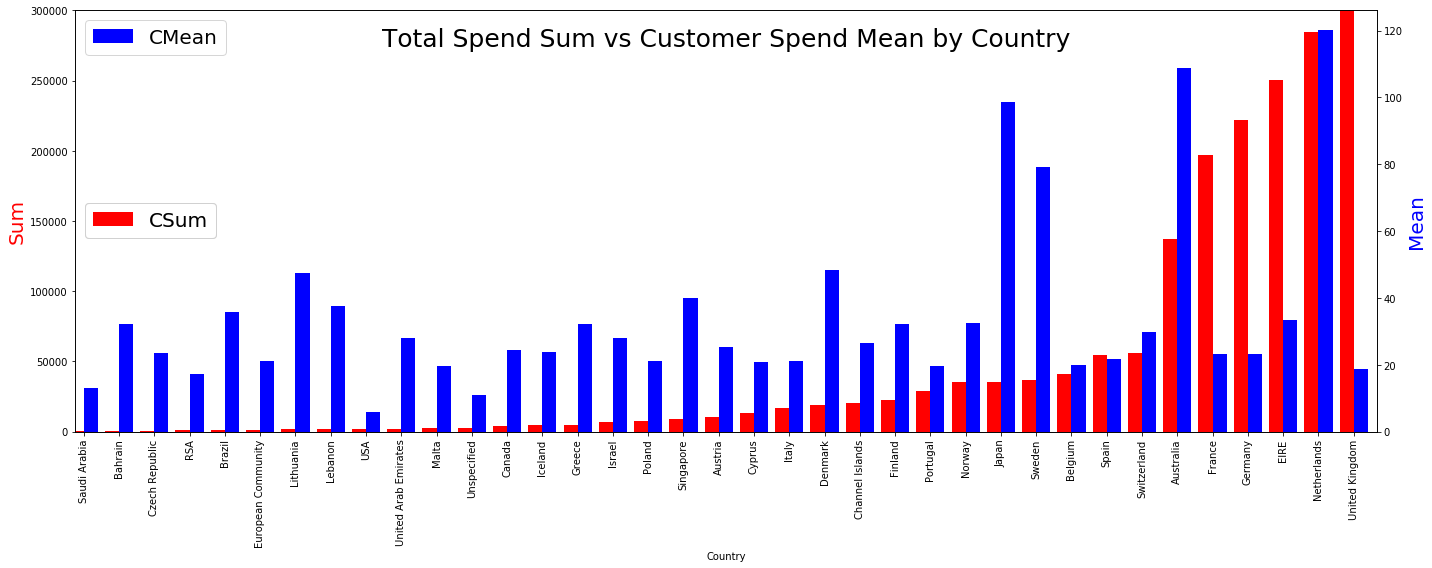 Total Spend Sum vs Customer Spend Mean by Country
CMean
CSum
Sum
300000
250000
200000
150000
100000
50000
0
Mean
120
100
80
60
40
20
0
Saudi Arabia
Bahrain
Czech Republic
RSA
Brazil
European Community
Lithuania
Lebanon
USA
United Arab Emirates
Malta
Unspecified
Canada
Iceland
Greece
Israel
Poland
Singapore
Austria
Cyprus
Italy
Denmark
Channel Islands
Finland
Portugal
Norway
Japan
Sweden
Belgium
Spain
Switzerland
Australia
France
Germany
EIRE
Netherlands
United Kingdom
Country